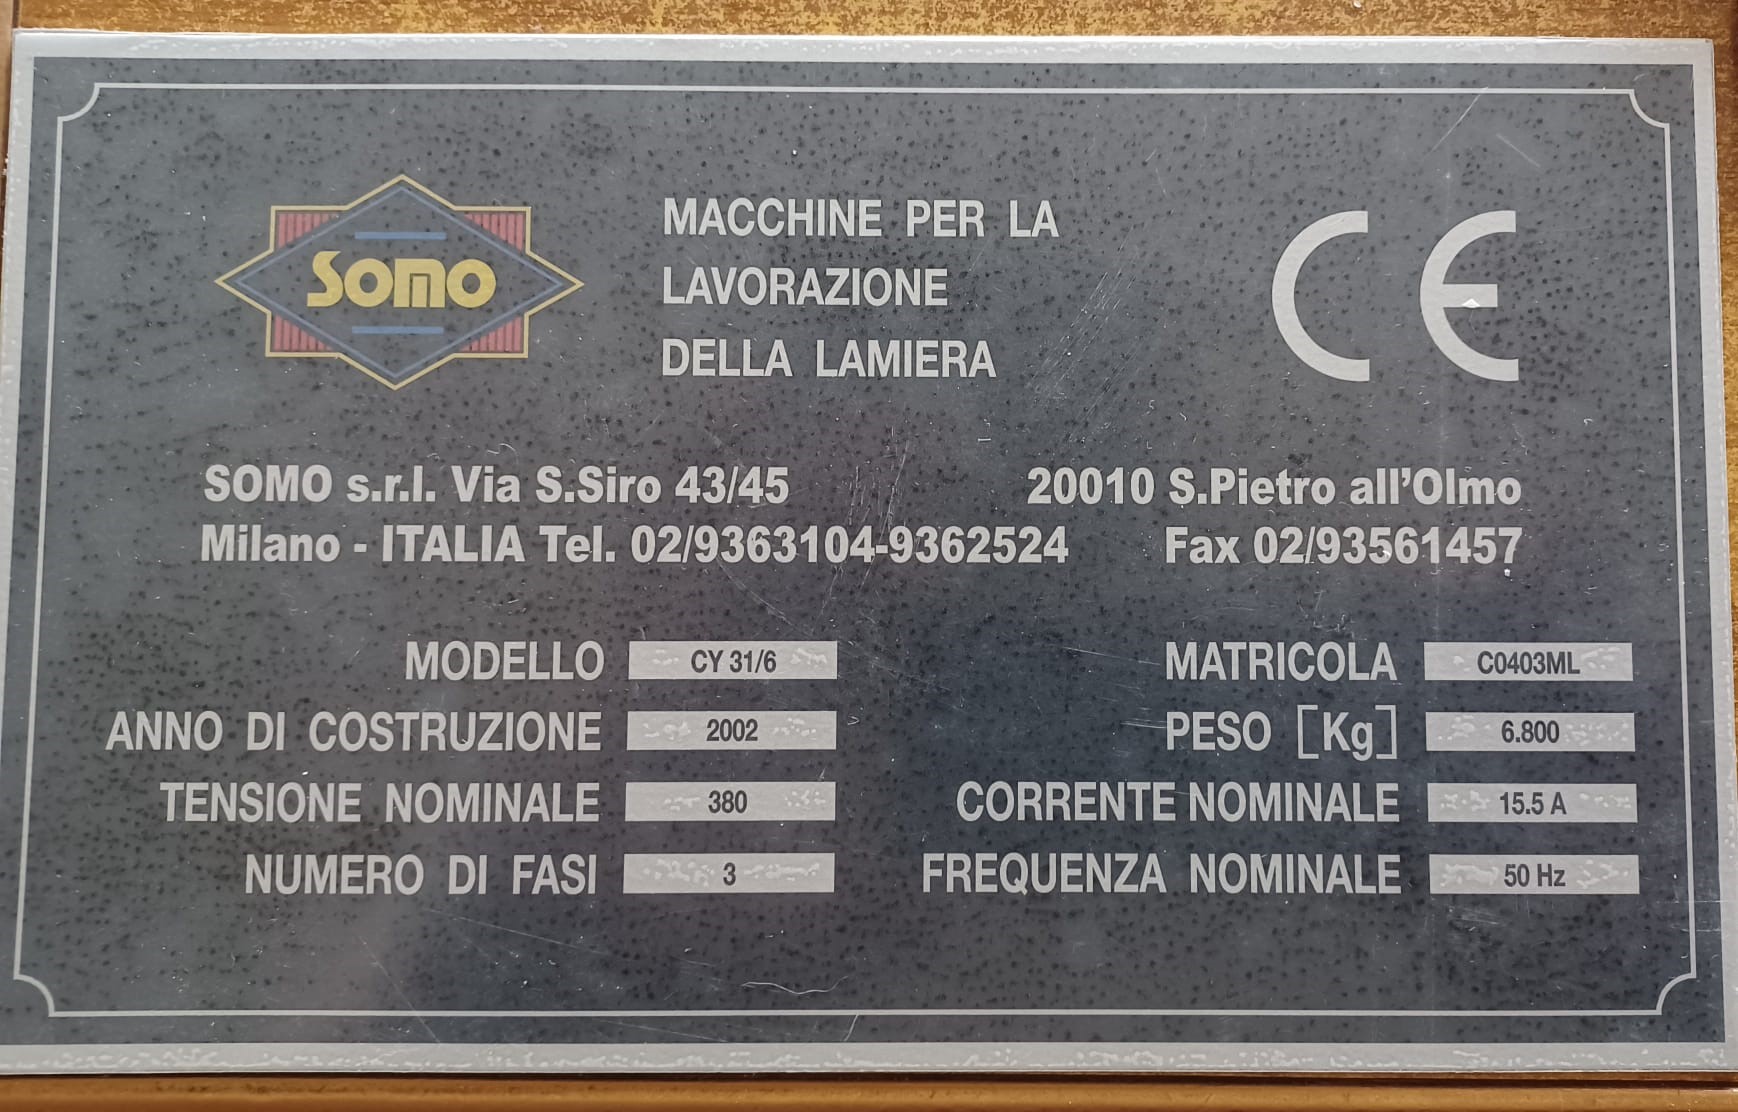 SOMO
MACCHINE PER LA
LAVORAZIONE
DELLA LAMIERA
CE
SOMO s.r.l. Via S.Siro 43/45 20010 S.Pietro all'Olmo
Milano - ITALIA Tel. 02/9363104-9362524 Fax 02/93561457
MODELLO CY 31/6 MATRICOLA C0403ML
ANNO DI COSTRUZIONE 2002 PESO [Kg] 6.800
TENSIONE NOMINALE 380 CORRENTE NOMINALE 15.5 A
NUMERO DI FASI 3 FREQUENZA NOMINALE 50 Hz